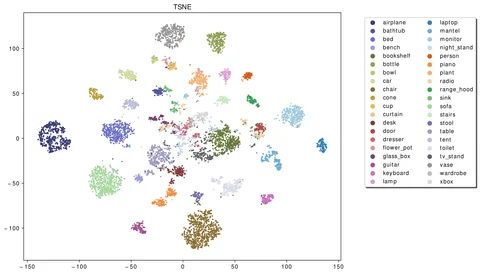 TSNE
100
50
0
−50
−100
−150 −100 −50 0 50 100 150
airplane
bathtub
bed
bench
bookshelf
bottle
bowl
car
chair
cone
cup
curtain
desk
door
dresser
flower_pot
glass_box
guitar
keyboard
lamp
laptop
mantel
monitor
night_stand
person
piano
plant
radio
range_hood
sink
sofa
stairs
stool
table
tent
toilet
tv_stand
vase
wardrobe
xbox